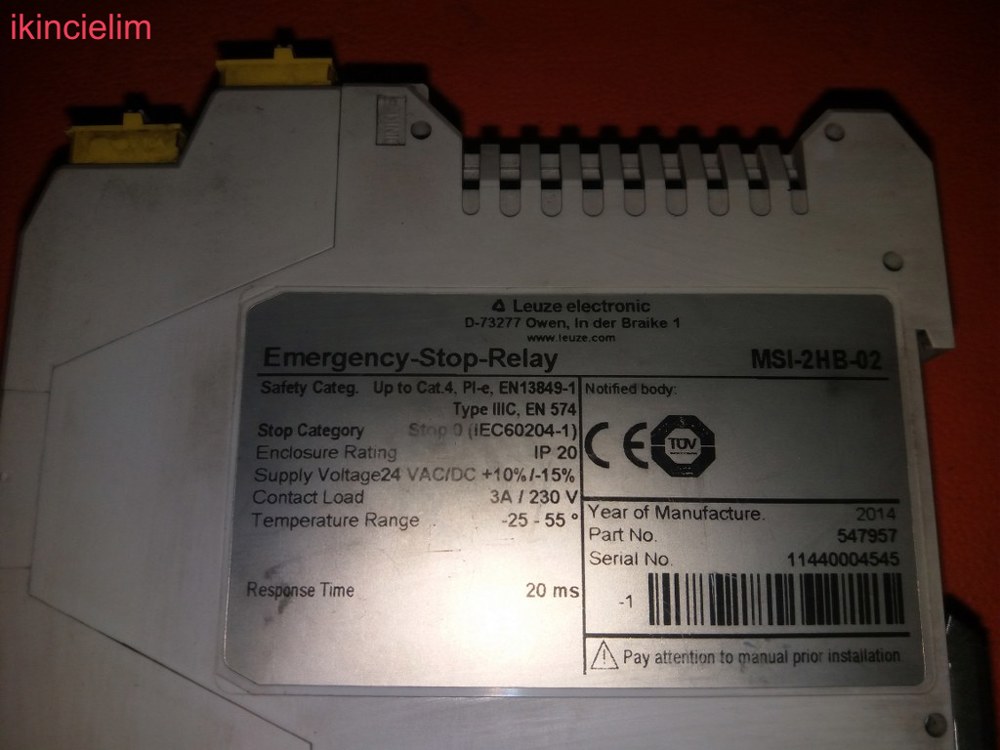 ikincielim
Leuze electronic
D-73277 Owen, In der Braike 1
www.leuze.com
Emergency-Stop-Relay MSI-2HB-02
Safety Categ. Up to Cat.4, Pl-e, EN13849-1
Type IIIC, EN 574
Stop Category Stop 0 (IEC60204-1)
Enclosure Rating IP 20
Supply Voltage24 VAC/DC +10%/-15%
Contact Load 3A / 230 V
Temperature Range -25 - 55 °
Response Time 20 ms
Notified body:
CE TÜV
Year of Manufacture. 2014
Part No. 547957
Serial No. 11440004545
-1
Pay attention to manual prior installation